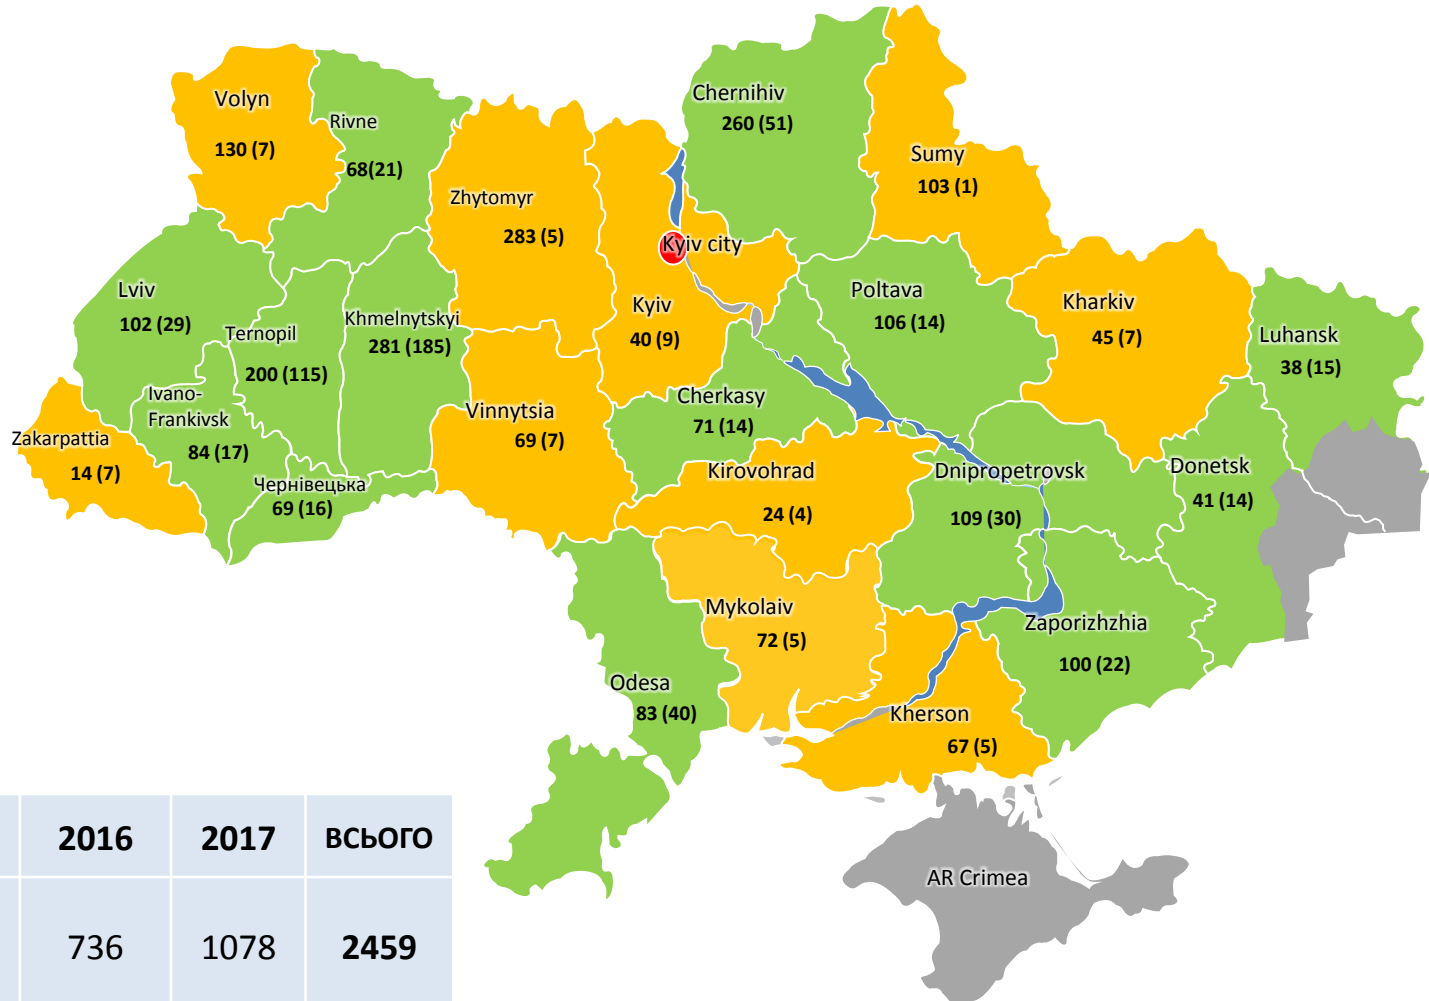 Volyn
130 (7)
Rivne
68(21)
Zhytomyr
283 (5)
Chernihiv
260 (51)
Sumy
103 (1)
Kyiv city
Kyiv
40 (9)
Lviv
102 (29)
Ternopil
200 (115)
Khmelnytskyi
281 (185)
Poltava
106 (14)
Kharkiv
45 (7)
Luhansk
38 (15)
Ivano-
Frankivsk
84 (17)
Zakarpattia
14 (7)
Чернівецька
69 (16)
Vinnytsia
69 (7)
Cherkasy
71 (14)
Kirovohrad
24 (4)
Dnipropetrovsk
109 (30)
Donetsk
41 (14)
Mykolaiv
72 (5)
Zaporizhzhia
100 (22)
Odesa
83 (40)
Kherson
67 (5)
AR Crimea
2016 2017 ВСЬОГО
736 1078 2459